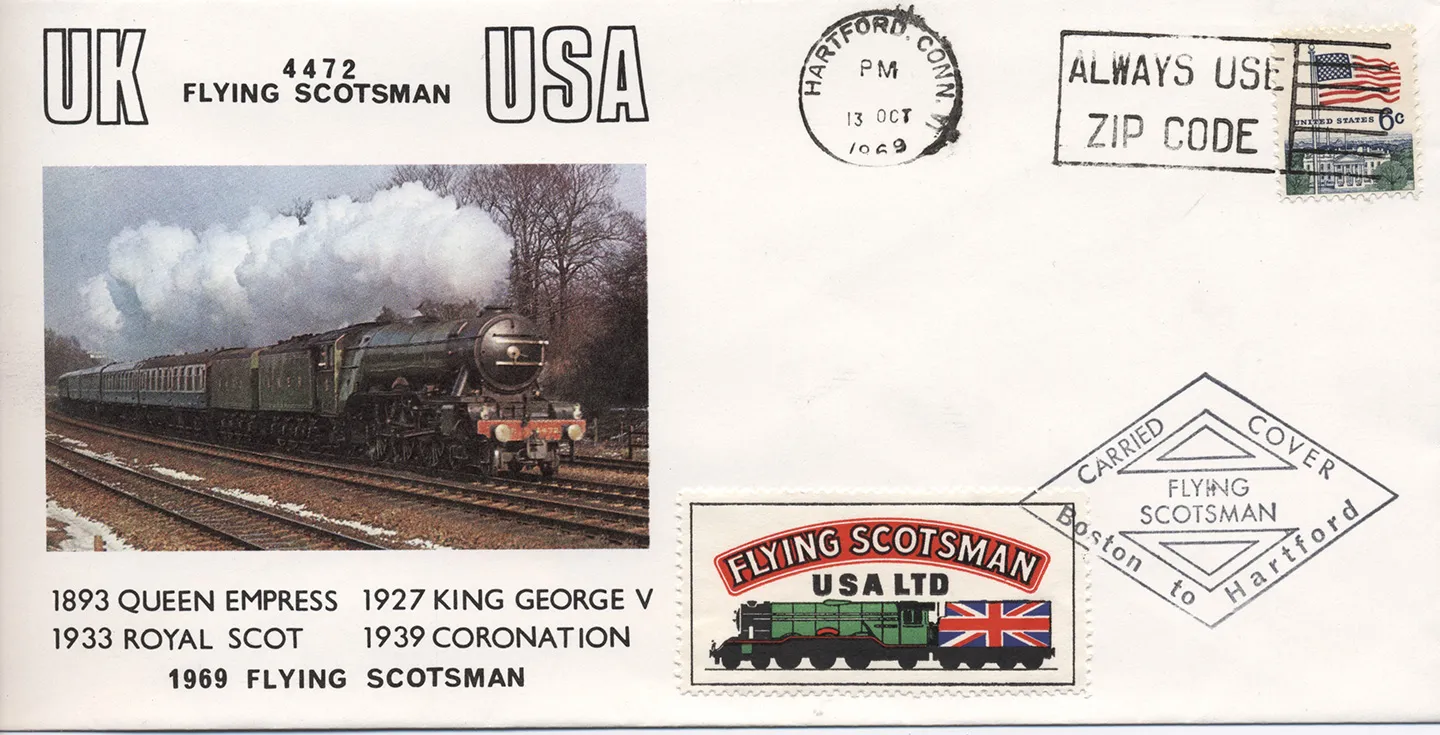 UK
4472
FLYING SCOTSMAN
USA
HARTFORD, CONN.
PM
13 OCT
1969
ALWAYS USE
ZIP CODE
UNITED STATES 6c
4472
1893 QUEEN EMPRESS 1927 KING GEORGE V
1933 ROYAL SCOT 1939 CORONATION
1969 FLYING SCOTSMAN
FLYING SCOTSMAN
USA LTD
CARRIED COVER
FLYING
SCOTSMAN
Boston to Hartford